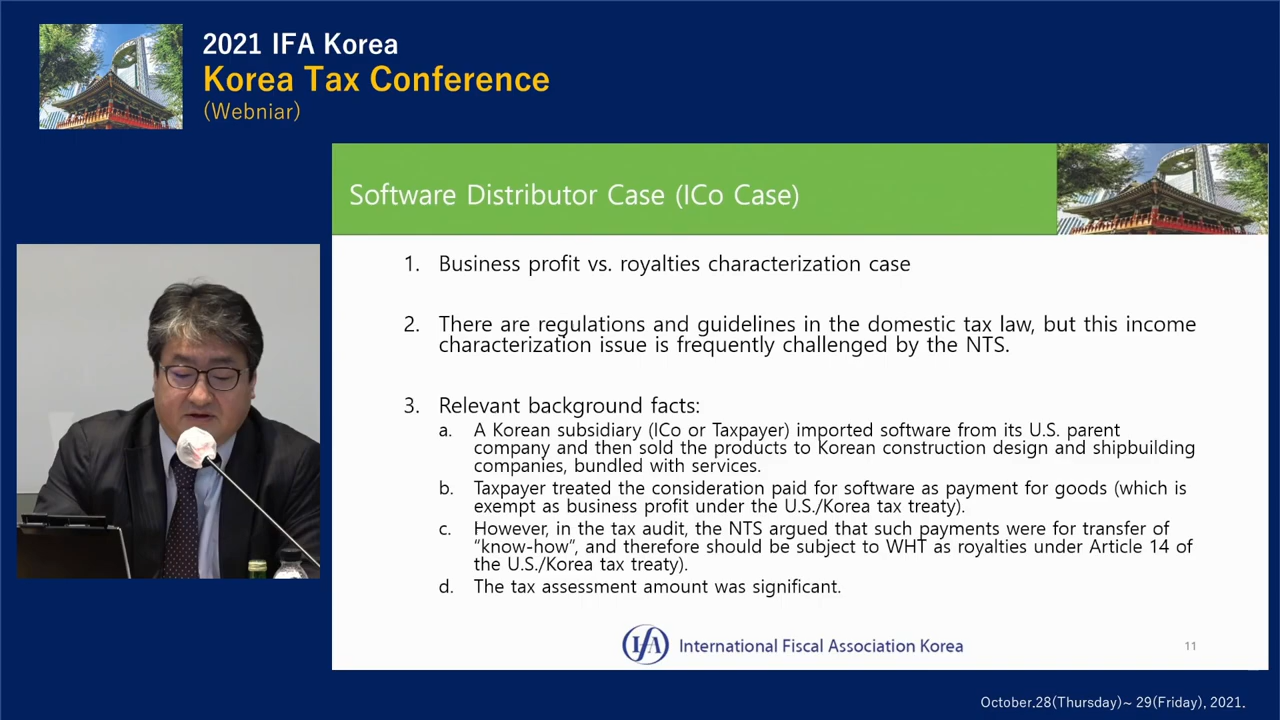 2021 IFA Korea
Korea Tax Conference
(Webniar)
Software Distributor Case (ICo Case)
1. Business profit vs. royalties characterization case
2. There are regulations and guidelines in the domestic tax law, but this income
characterization issue is frequently challenged by the NTS.
3. Relevant background facts:
a. A Korean subsidiary (ICo or Taxpayer) imported software from its U.S. parent
company and then sold the products to Korean construction design and shipbuilding
companies, bundled with services.
b. Taxpayer treated the consideration paid for software as payment for goods (which is
exempt as business profit under the U.S./Korea tax treaty).
c. However, in the tax audit, the NTS argued that such payments were for transfer of
“know-how”, and therefore should be subject to WHT as royalties under Article 14 of
the U.S./Korea tax treaty).
d. The tax assessment amount was significant.
IFA International Fiscal Association Korea
11
October.28(Thursday)~ 29(Friday), 2021.